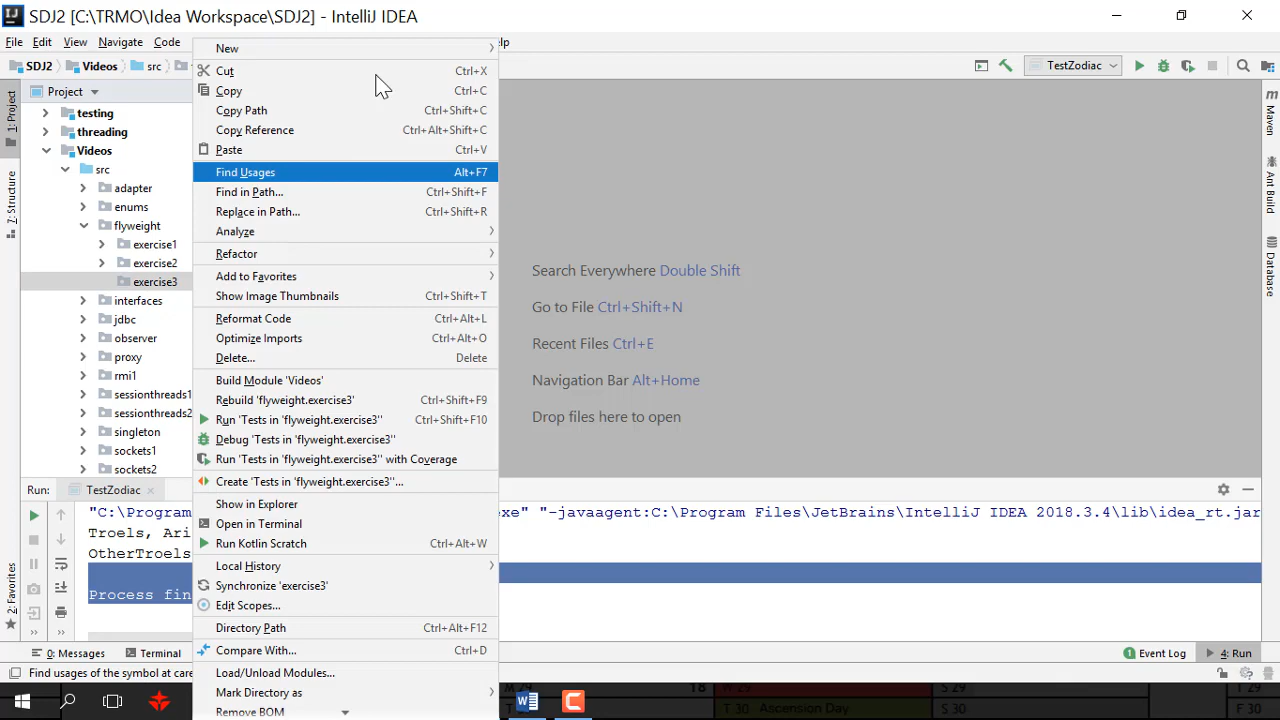 SDJ2 [C:\TRMO\Idea Workspace\SDJ2] - IntelliJ IDEA
File Edit View Navigate Code
lp
SDJ2 Videos src
TestZodiac
Project
1: Project
7: Structure
2: Favorites
testing
threading
Videos
src
adapter
enums
flyweight
exercise1
exercise2
exercise3
interfaces
jdbc
observer
proxy
rmi1
sessionthreads1
sessionthreads2
singleton
sockets1
sockets2
New
Cut Ctrl+X
Copy Ctrl+C
Copy Path Ctrl+Shift+C
Copy Reference Ctrl+Alt+Shift+C
Paste Ctrl+V
Find Usages Alt+F7
Find in Path... Ctrl+Shift+F
Replace in Path... Ctrl+Shift+R
Analyze
Refactor
Add to Favorites
Show Image Thumbnails Ctrl+Shift+T
Reformat Code Ctrl+Alt+L
Optimize Imports Ctrl+Alt+O
Delete... Delete
Build Module 'Videos'
Rebuild 'flyweight.exercise3' Ctrl+Shift+F9
Run 'Tests in 'flyweight.exercise3'' Ctrl+Shift+F10
Debug 'Tests in 'flyweight.exercise3''
Run 'Tests in 'flyweight.exercise3'' with Coverage
Create 'Tests in 'flyweight.exercise3''...
Show in Explorer
Open in Terminal
Run Kotlin Scratch Ctrl+Alt+W
Local History
Synchronize 'exercise3'
Edit Scopes...
Directory Path Ctrl+Alt+F12
Compare With... Ctrl+D
Load/Unload Modules...
Mark Directory as
Remove BOM
Search Everywhere Double Shift
Go to File Ctrl+Shift+N
Recent Files Ctrl+E
Navigation Bar Alt+Home
Drop files here to open
Maven
Ant Build
Database
Run: TestZodiac
"C:\Program
exe" "-javaagent:C:\Program Files\JetBrains\IntelliJ IDEA 2018.3.4\lib\idea_rt.jar
Troels, Ari
OtherTroels
Process fin
0: Messages Terminal
Event Log 4: Run
Find usages of the symbol at care
18 W 29 S 29 T 29
T 30 Ascension Day S 30 F 30